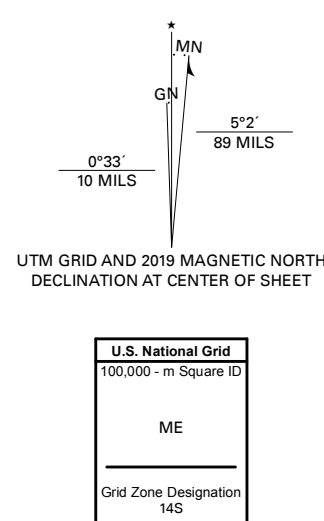 MN
GN
5°2´
89 MILS
0°33´
10 MILS
UTM GRID AND 2019 MAGNETIC NORTH
DECLINATION AT CENTER OF SHEET
U.S. National Grid
100,000 - m Square ID
ME
Grid Zone Designation
14S